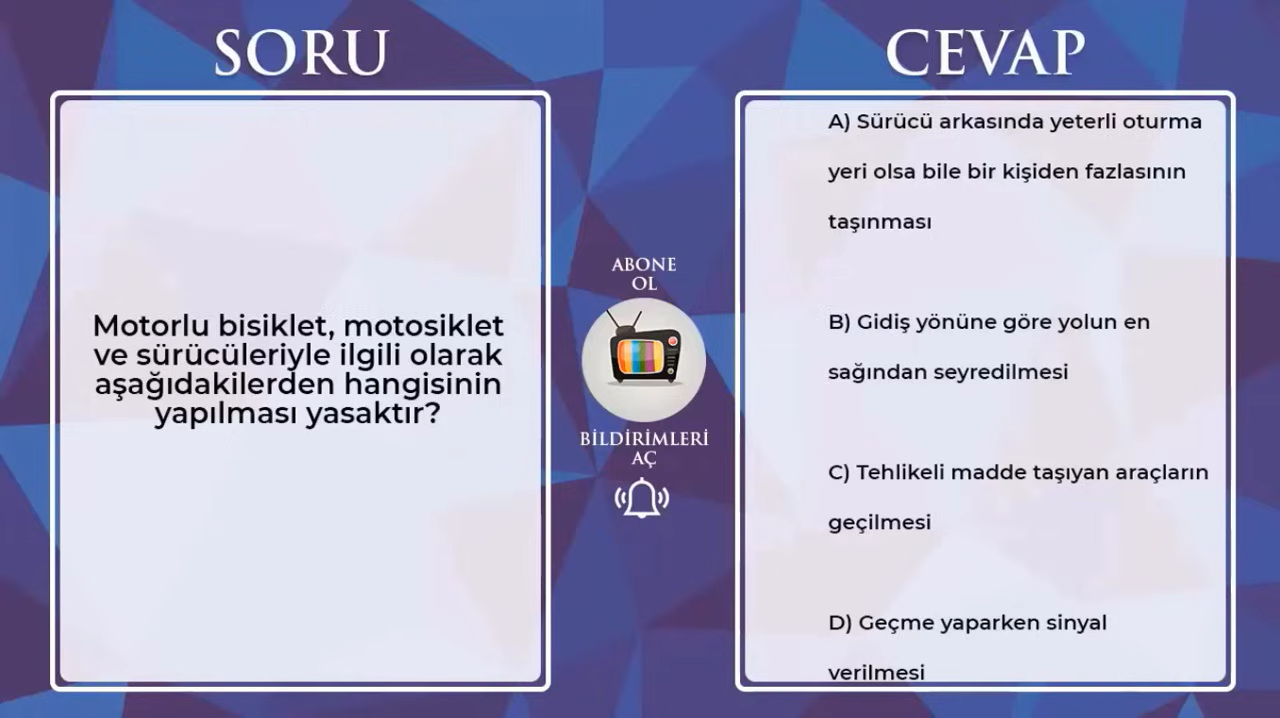 SORU
Motorlu bisiklet, motosiklet
ve sürücüleriyle ilgili olarak
aşağıdakilerden hangisinin
yapılması yasaktır?
ABONE
OL
BİLDİRİMLERİ
AÇ
CEVAP
A) Sürücü arkasında yeterli oturma
yeri olsa bile bir kişiden fazlasının
taşınması
B) Gidiş yönüne göre yolun en
sağından seyredilmesi
C) Tehlikeli madde taşıyan araçların
geçilmesi
D) Geçme yaparken sinyal
verilmesi